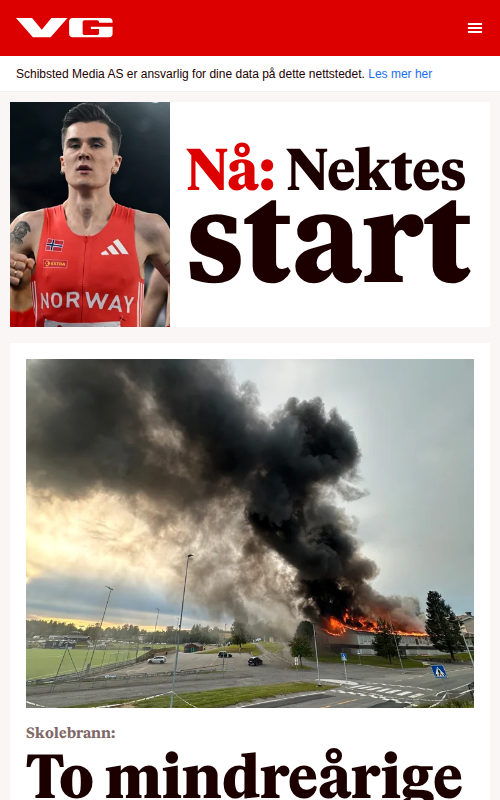 VG
Schibsted Media AS er ansvarlig for dine data på dette nettstedet. Les mer her
Nå: Nektes
start
EXTRA
NORWAY
Skolebrann:
To mindreårige